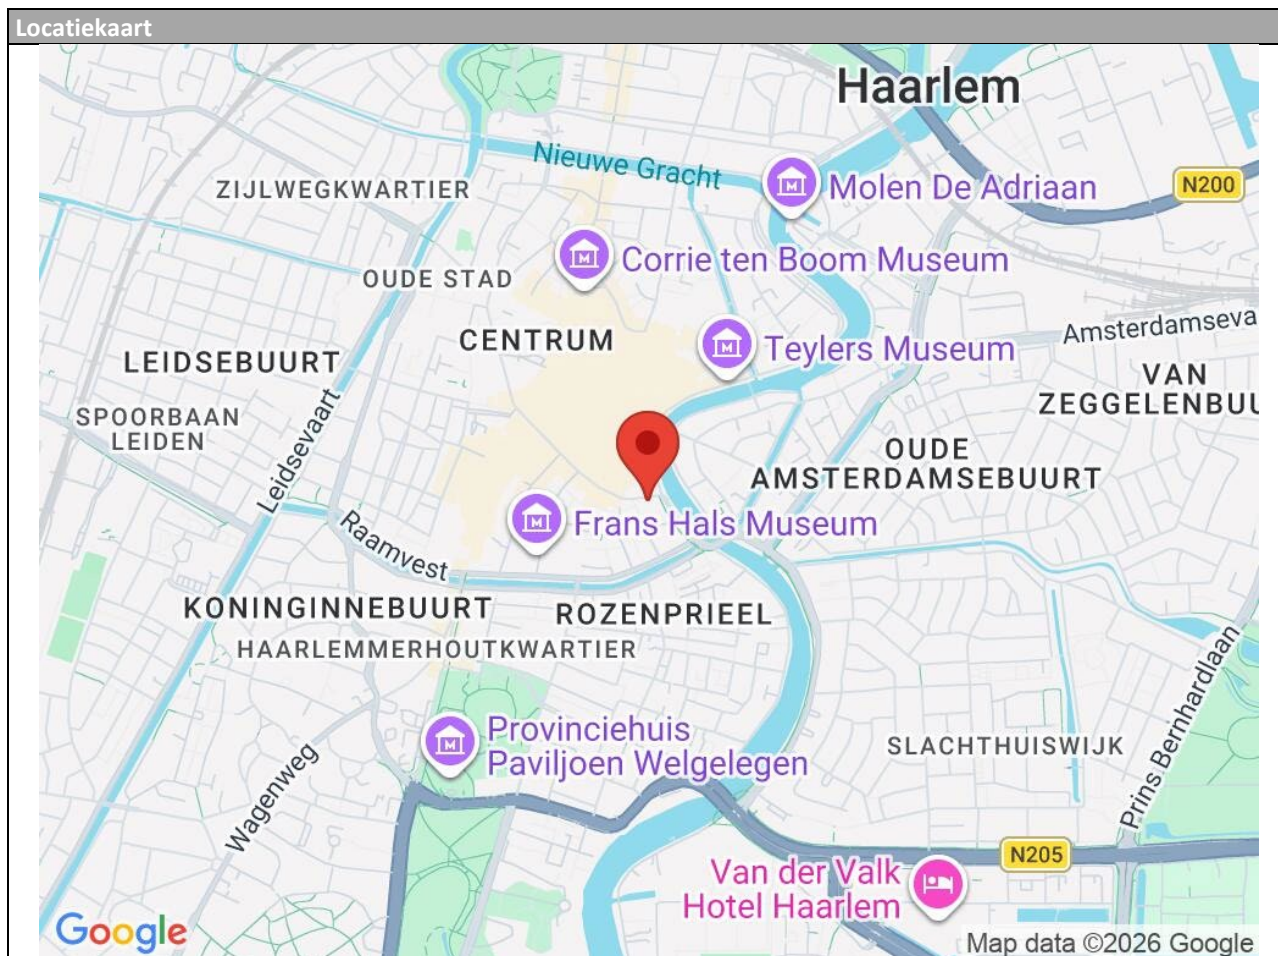 Locatiekaart
Haarlem
Nieuwe Gracht
Molen De Adriaan
N200
ZIJLWEGKWARTIER
Corrie ten Boom Museum
OUDE STAD
CENTRUM
Teylers Museum
Amsterdamseva
LEIDSEBUURT
VAN
ZEGGELENBUU
SPOORBAAN
LEIDEN
Leidsevaart
OUDE
AMSTERDAMSEBUURT
Frans Hals Museum
Raamvest
KONINGINNEBUURT
ROZENPRIEEL
HAARLEMMERHOUTKWARTIER
Prins Bernhardlaan
Provinciehuis
Paviljoen Welgelegen
SLACHTHUISWIJK
Wagenweg
N205
Van der Valk
Hotel Haarlem
Google
Map data ©2026 Google